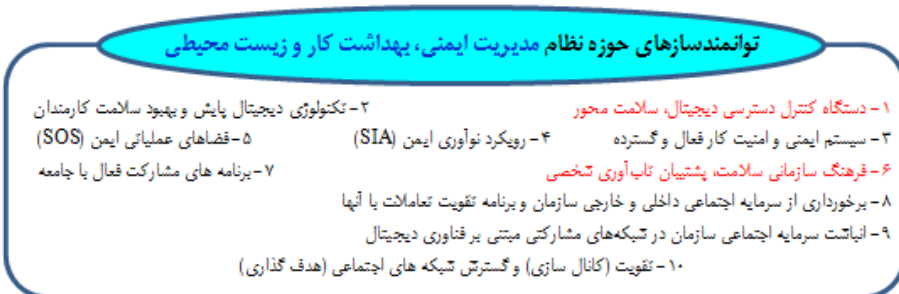 توانمندسازهای حوزه نظام مدیریت ایمنی، بهداشت کار و زیست محیطی
۱- دستگاه کنترل دسترسی دیجیتال، سلامت محور ۲- تکنولوژی دیجیتال پایش و بهبود سلامت کارمندان
۳- سیستم ایمنی و امنیت کار فعال و گسترده ۴- رویکرد نوآوری ایمن (SIA) ۵- فضاهای عملیاتی ایمن (SOS)
۶- فرهنگ سازمانی سلامت، پشتیبان تاب‌آوری شخصی ۷- برنامه های مشارکت فعال با جامعه
۸- برخورداری از سرمایه اجتماعی داخلی و خارجی سازمان و برنامه تقویت تعاملات با آنها
۹- انباشت سرمایه اجتماعی سازمان در شبکه‌های مشارکتی مبتنی بر فناوری دیجیتال
۱۰- تقویت (کانال سازی) و گسترش شبکه های اجتماعی (هدف گذاری)